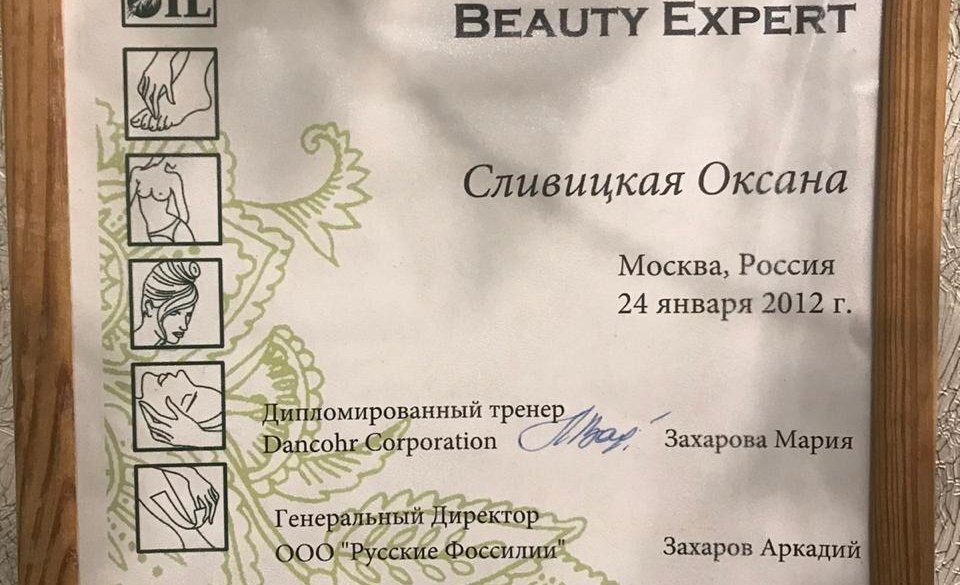 BEAUTY EXPERT
Сливицкая Оксана
Москва, Россия
24 января 2012 г.
Дипломированный тренер
Dancohr Corporation
Захарова Мария
Генеральный Директор
ООО "Русские Фоссилии"
Захаров Аркадий